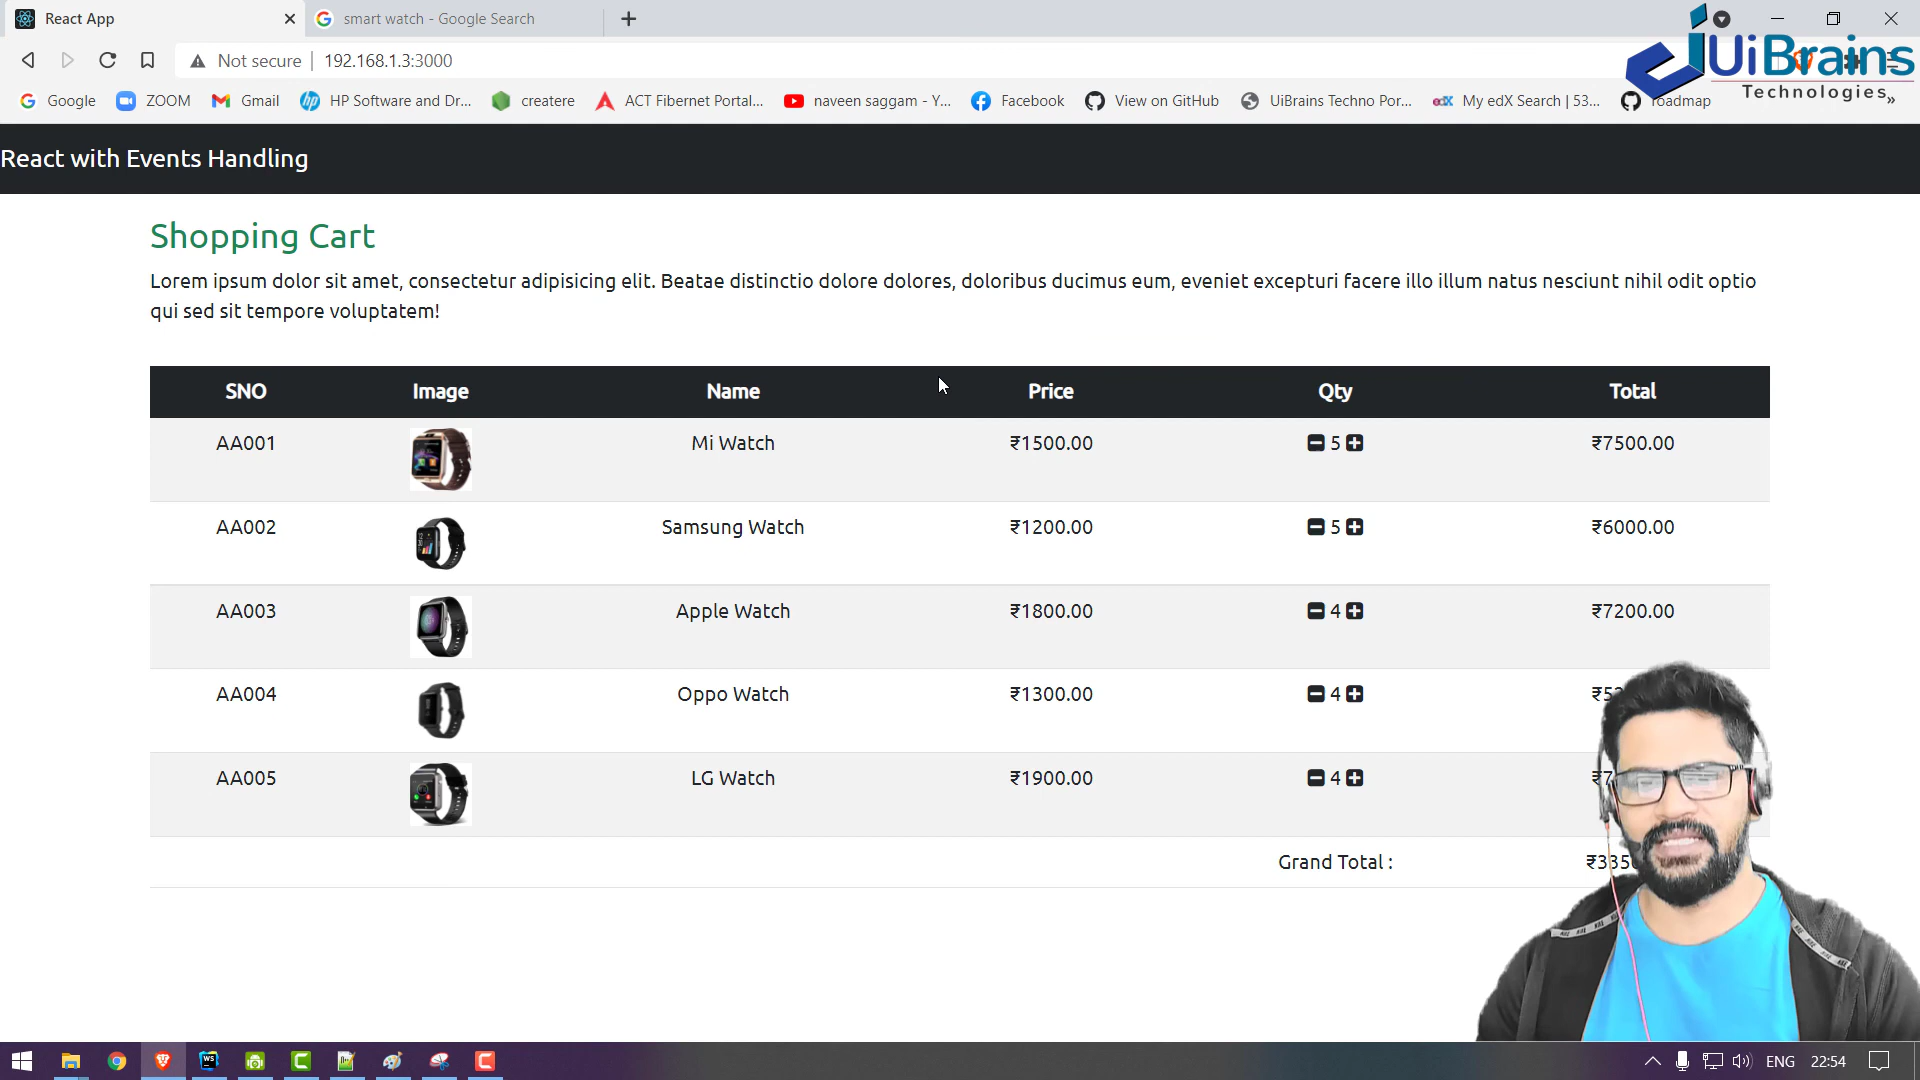 React App
smart watch - Google Search
Not secure
192.168.1.3:3000
UiBrains
Technologies
Google
ZOOM
Gmail
HP Software and Dr...
createre
ACT Fibernet Portal...
naveen saggam - Y...
Facebook
View on GitHub
UiBrains Techno Por...
My edX Search | 53...
roadmap
React with Events Handling
Shopping Cart
Lorem ipsum dolor sit amet, consectetur adipisicing elit. Beatae distinctio dolore dolores, doloribus ducimus eum, eveniet excepturi facere illo illum natus nesciunt nihil odit optio
qui sed sit tempore voluptatem!
SNO Image Name Price Qty Total
AA001 Mi Watch ₹1500.00 5 ₹7500.00
AA002 Samsung Watch ₹1200.00 5 ₹6000.00
AA003 Apple Watch ₹1800.00 4 ₹7200.00
AA004 Oppo Watch ₹1300.00 4
AA005 LG Watch ₹1900.00 4
Grand Total :
WS
ENG 22:54